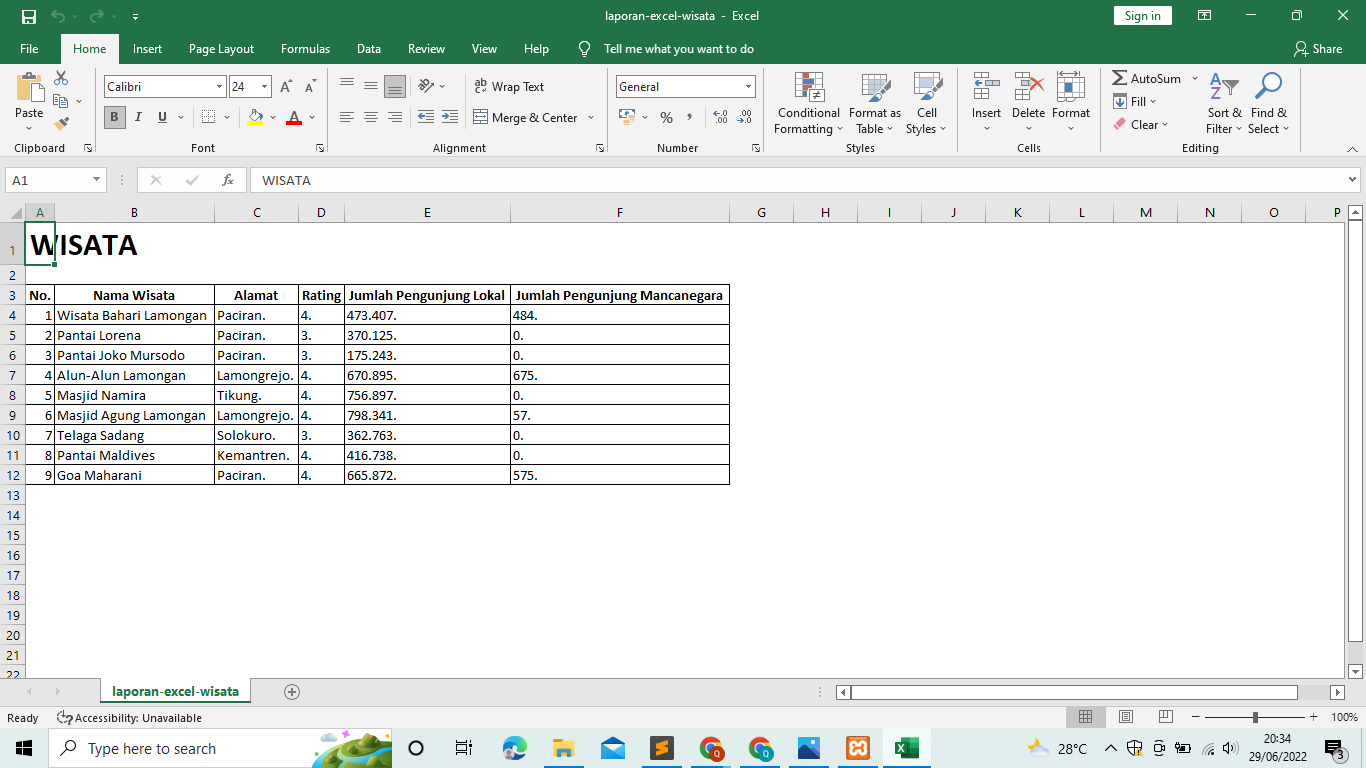 laporan-excel-wisata - Excel
Sign in
File Home Insert Page Layout Formulas Data Review View Help Tell me what you want to do Share
Paste
Clipboard
Calibri 24
B I U
Font
Wrap Text
Merge & Center
Alignment
General
Number
Conditional Formatting
Format as Table
Cell Styles
Styles
Insert Delete Format
Cells
AutoSum
Fill
Clear
Sort & Filter
Find & Select
Editing
A1 fx WISATA
A B C D E F G H I J K L M N O P
1 WISATA
2
3 No. Nama Wisata Alamat Rating Jumlah Pengunjung Lokal Jumlah Pengunjung Mancanegara
4 1 Wisata Bahari Lamongan Paciran. 4. 473.407. 484.
5 2 Pantai Lorena Paciran. 3. 370.125. 0.
6 3 Pantai Joko Mursodo Paciran. 3. 175.243. 0.
7 4 Alun-Alun Lamongan Lamongrejo. 4. 670.895. 675.
8 5 Masjid Namira Tikung. 4. 756.897. 0.
9 6 Masjid Agung Lamongan Lamongrejo. 4. 798.341. 57.
10 7 Telaga Sadang Solokuro. 3. 362.763. 0.
11 8 Pantai Maldives Kemantren. 4. 416.738. 0.
12 9 Goa Maharani Paciran. 4. 665.872. 575.
13
14
15
16
17
18
19
20
21
22
laporan-excel-wisata
Ready Accessibility: Unavailable 100%
Type here to search
28°C
20:34
29/06/2022
3